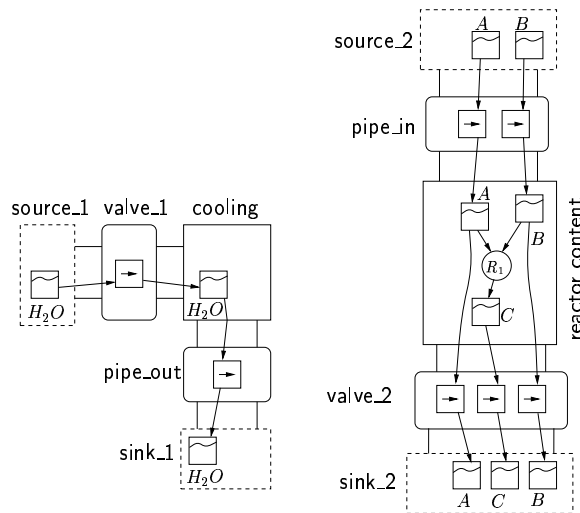 source_1 valve_1 cooling
H₂O
H₂O
pipe_out
sink_1
H₂O
source_2
A B
pipe_in
A
B
R₁
C
reactor content
valve_2
sink_2
A C B